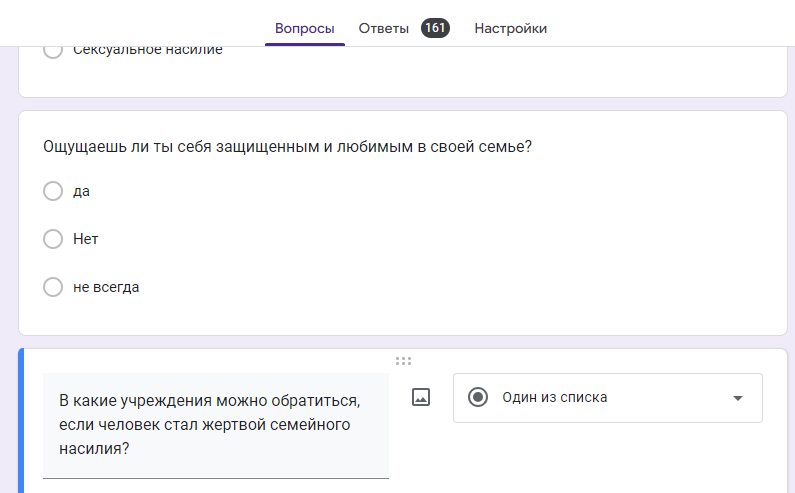 Вопросы Ответы 161 Настройки
Сексуальное насилие
Ощущаешь ли ты себя защищенным и любимым в своей семье?
да
Нет
не всегда
В какие учреждения можно обратиться,
если человек стал жертвой семейного
насилия?
Один из списка